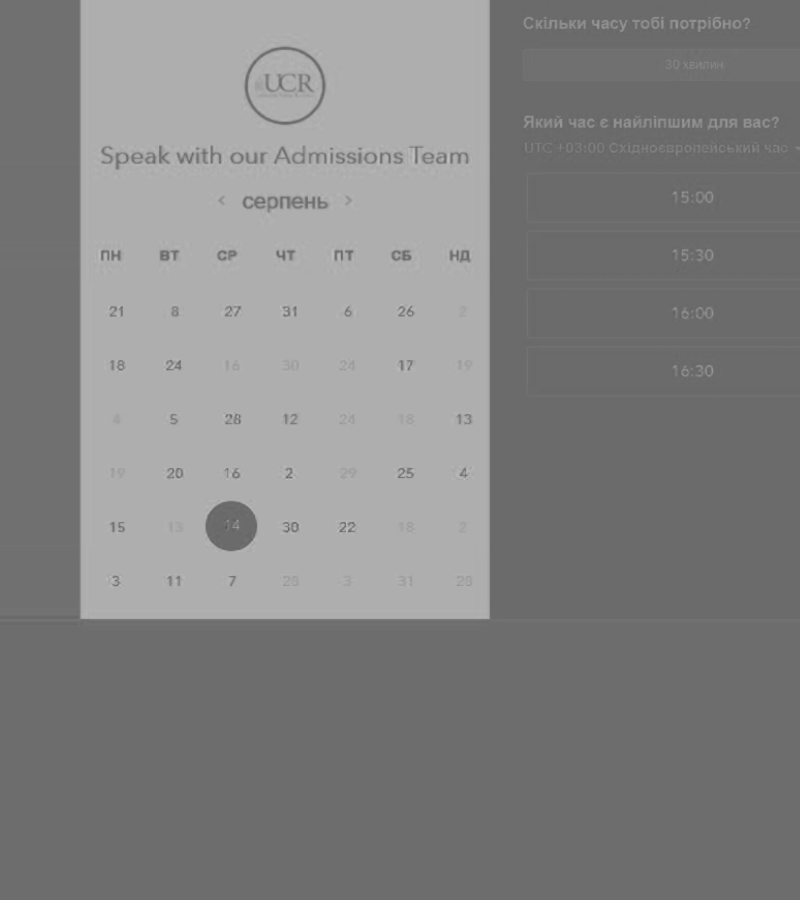 UCR
Speak with our Admissions Team
< серпень >
ПН ВТ СР ЧТ ПТ СБ НД
21 8 27 31 6 26 2
18 24 16 30 24 17 19
4 5 28 12 24 18 13
19 20 16 2 29 25 4
15 13 14 30 22 18 2
3 11 7 29 3 31 28
Скільки часу тобі потрібно?
30 хвилин
Який час є найліпшим для вас?
UTC +03:00 Східноєвропейський час
15:00
15:30
16:00
16:30